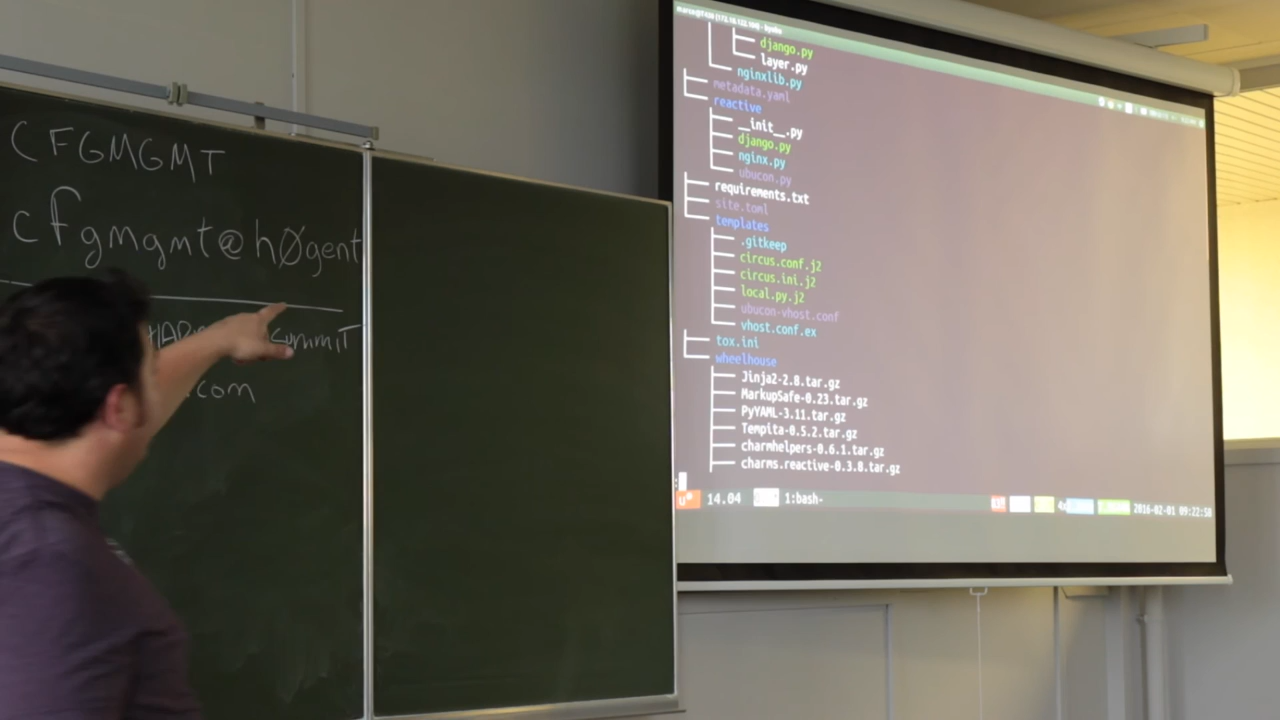 CFGMGMT
cfgmgmt@hØgent
summit
.com
django.py
layer.py
nginxlib.py
metadata.yaml
reactive
__init__.py
django.py
nginx.py
ubucon.py
requirements.txt
site.toml
templates
.gitkeep
circus.conf.j2
circus.ini.j2
local.py.j2
ubucon-vhost.conf
vhost.conf.ex
tox.ini
wheelhouse
Jinja2-2.8.tar.gz
MarkupSafe-0.23.tar.gz
PyYAML-3.11.tar.gz
Tempita-0.5.2.tar.gz
charmhelpers-0.6.1.tar.gz
charms.reactive-0.3.8.tar.gz
:
u* 14.04 1:bash- 2016-02-01 09:22:58